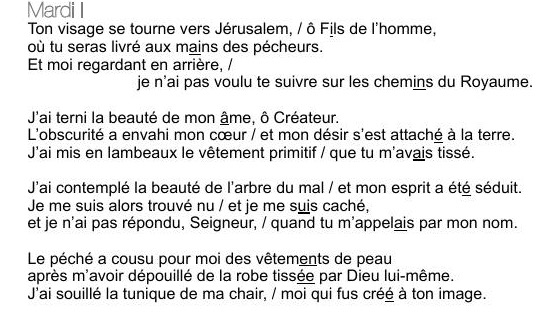 Mardi I
Ton visage se tourne vers Jérusalem, / ô Fils de l'homme,
où tu seras livré aux mains des pécheurs.
Et moi regardant en arrière, /
je n'ai pas voulu te suivre sur les chemins du Royaume.
J'ai terni la beauté de mon âme, ô Créateur.
L'obscurité a envahi mon cœur / et mon désir s'est attaché à la terre.
J'ai mis en lambeaux le vêtement primitif / que tu m'avais tissé.
J'ai contemplé la beauté de l'arbre du mal / et mon esprit a été séduit.
Je me suis alors trouvé nu / et je me suis caché,
et je n'ai pas répondu, Seigneur, / quand tu m'appelais par mon nom.
Le péché a cousu pour moi des vêtements de peau
après m'avoir dépouillé de la robe tissée par Dieu lui-même.
J'ai souillé la tunique de ma chair, / moi qui fus créé à ton image.